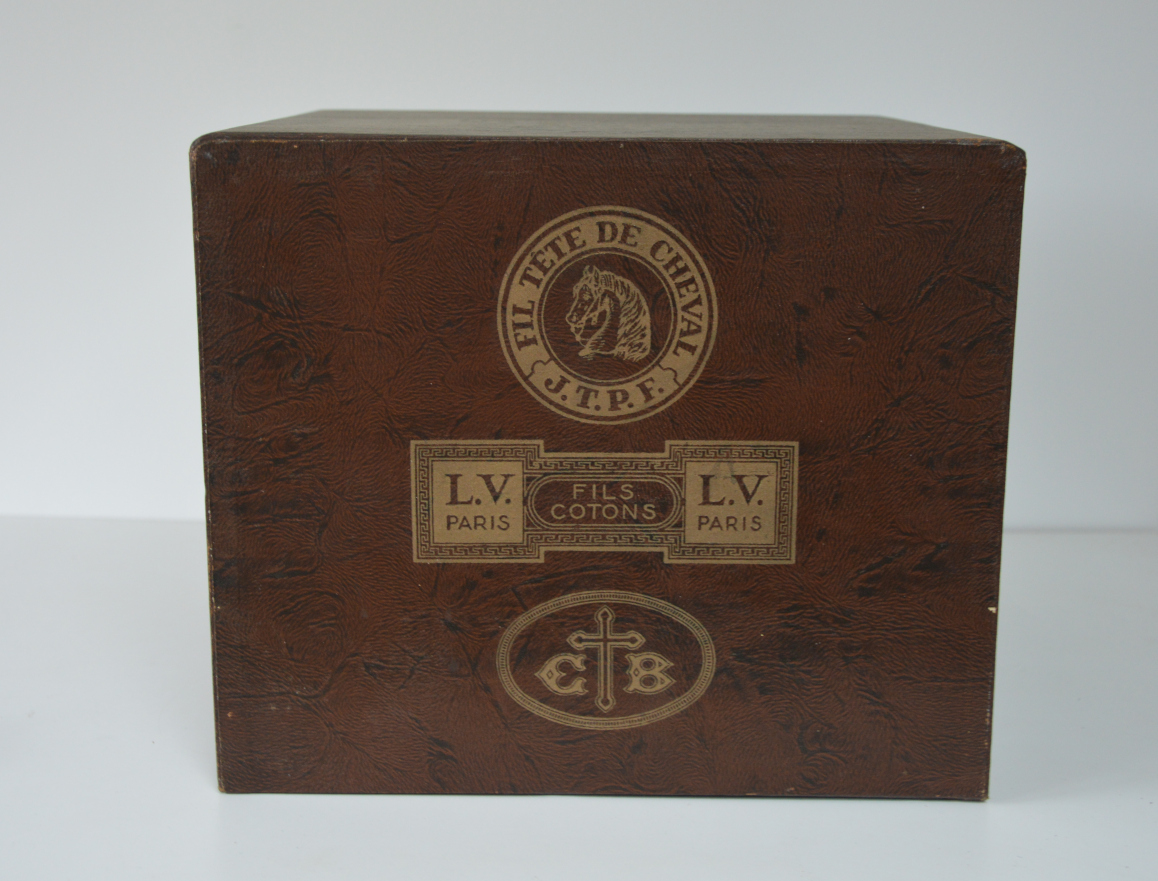 FIL TETE DE CHEVAL
J.T.P.F.
L.V.
PARIS
FILS
COTONS
L.V.
PARIS
C B